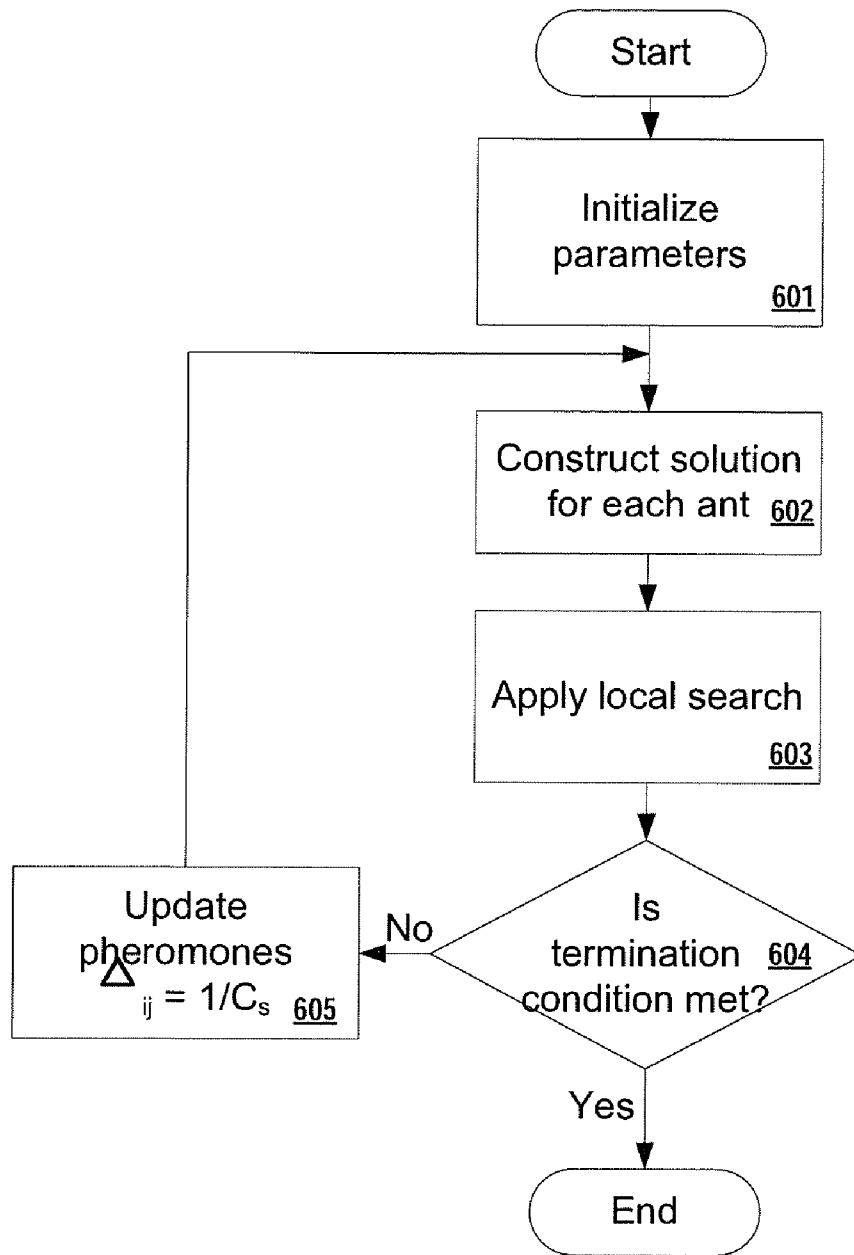 Start
Initialize
parameters
601
Construct solution
for each ant 602
Apply local search
603
Is
termination 604
condition met?
No
Update
pheromones
Δ ij = 1/Cs 605
Yes
End